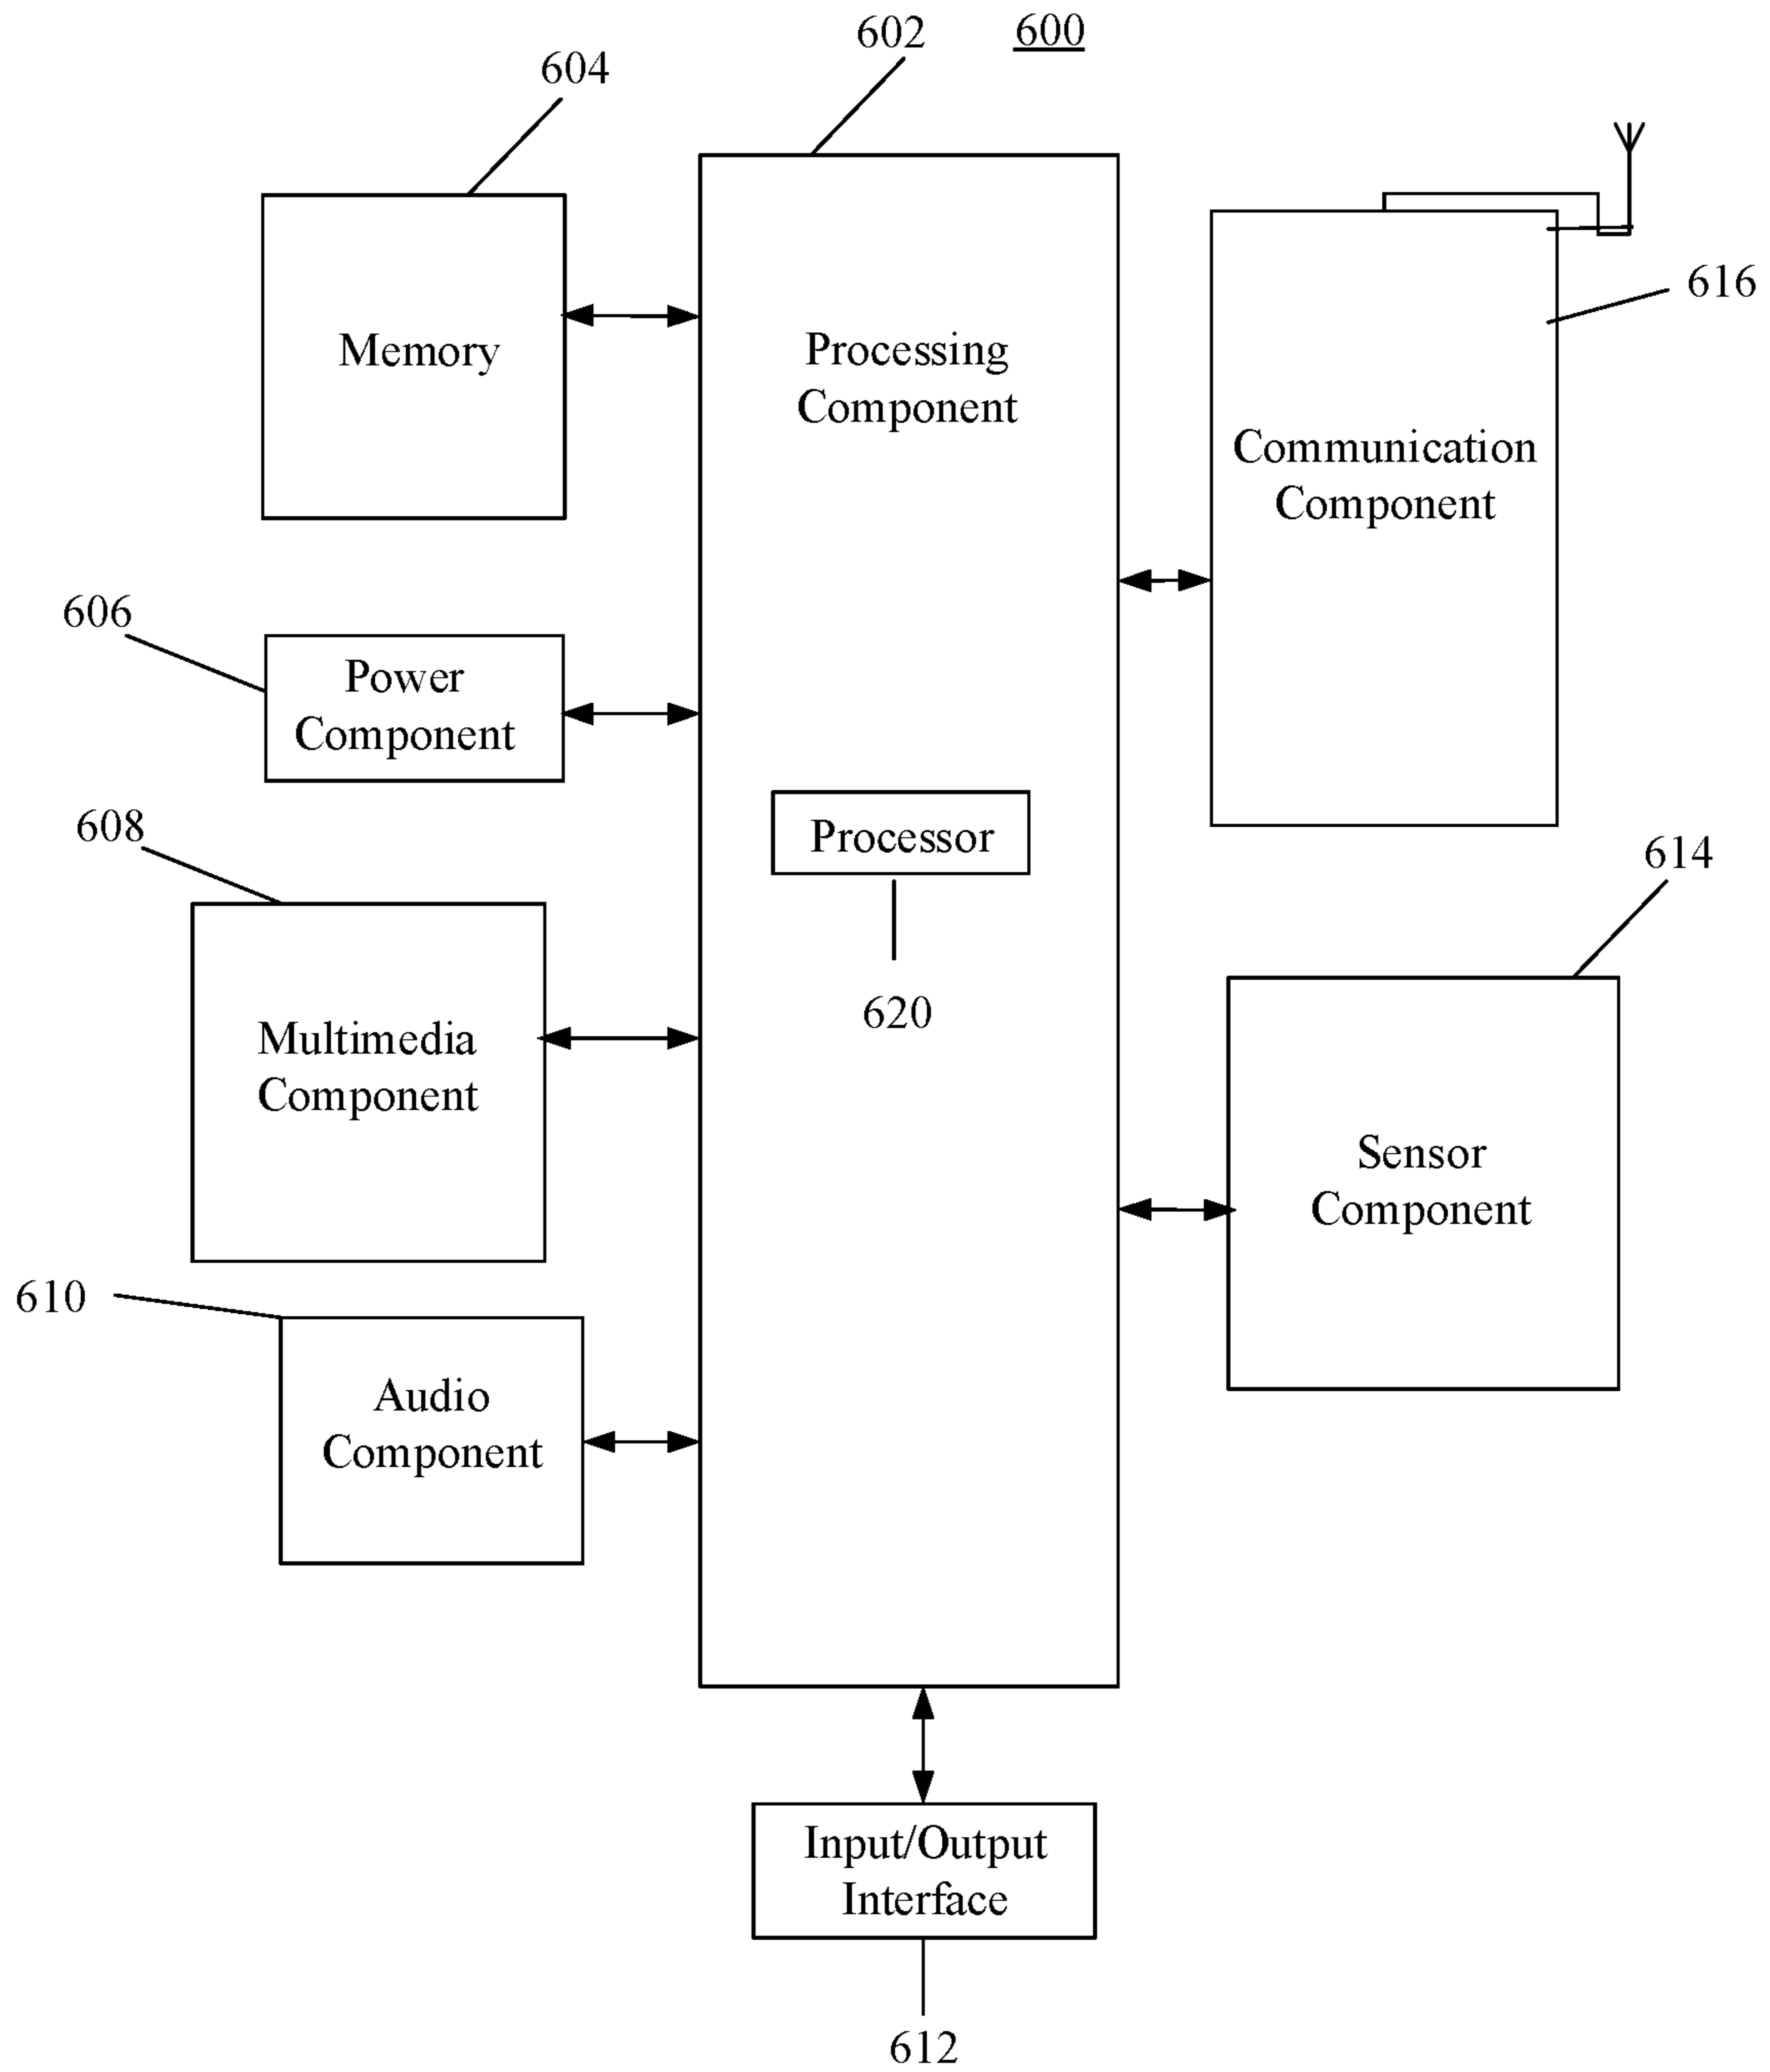 602
600
604
616
Memory
Processing
Component
Communication
Component
606
Power
Component
608
Processor
614
620
Multimedia
Component
Sensor
Component
610
Audio
Component
Input/Output
Interface
612